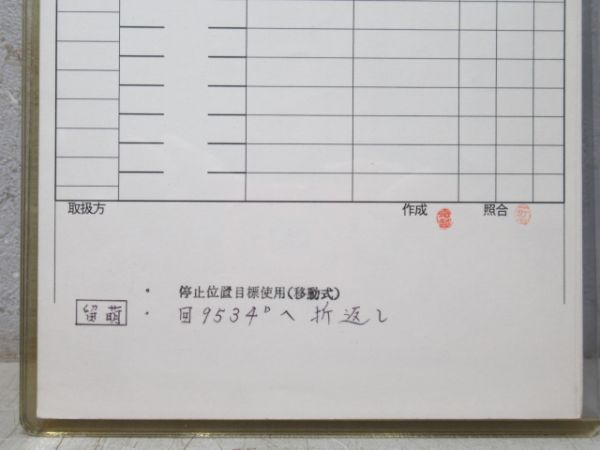 取扱方 作成 照合
・ 停止位置目標使用(移動式)
留萌 ・ 回9534Dへ折返し